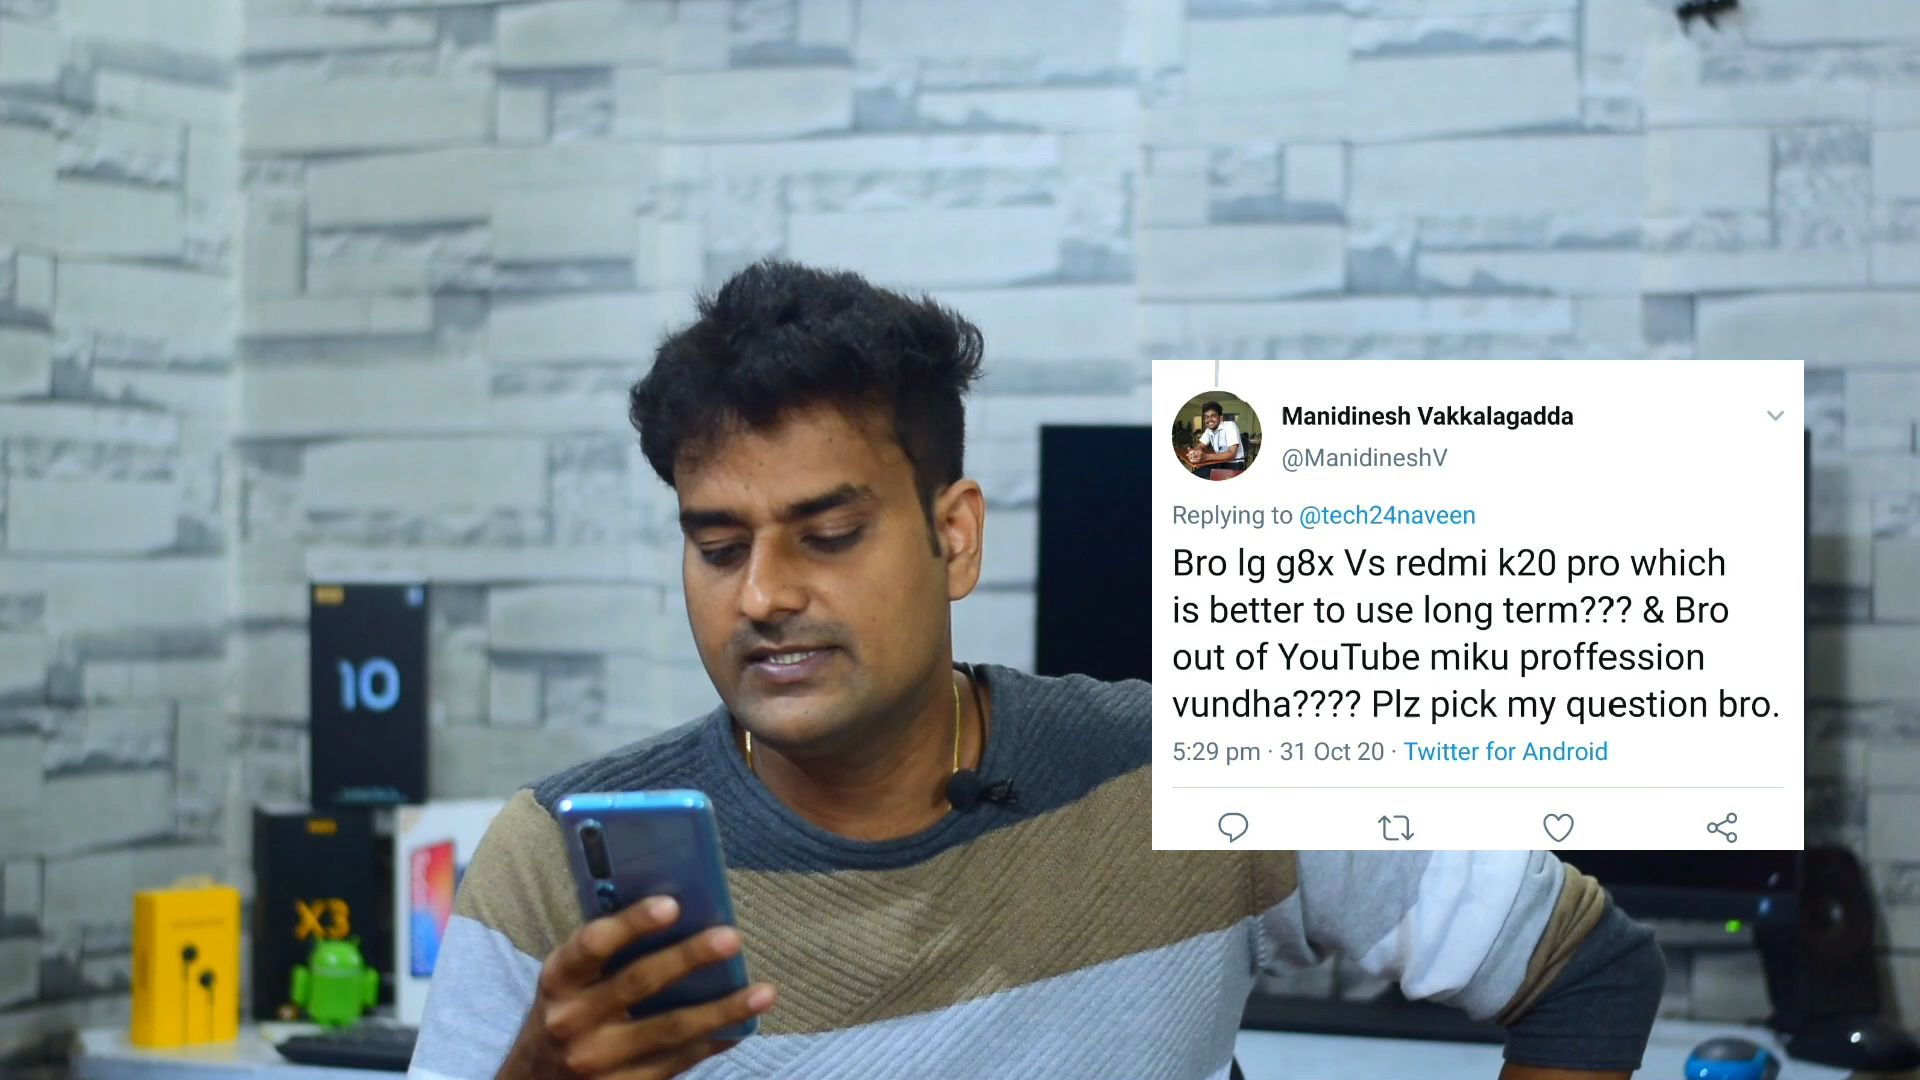 Manidinesh Vakkalagadda
@ManidineshV
Replying to @tech24naveen
Bro lg g8x Vs redmi k20 pro which
is better to use long term??? & Bro
out of YouTube miku proffession
vundha???? Plz pick my question bro.
5:29 pm · 31 Oct 20 · Twitter for Android
10
X3